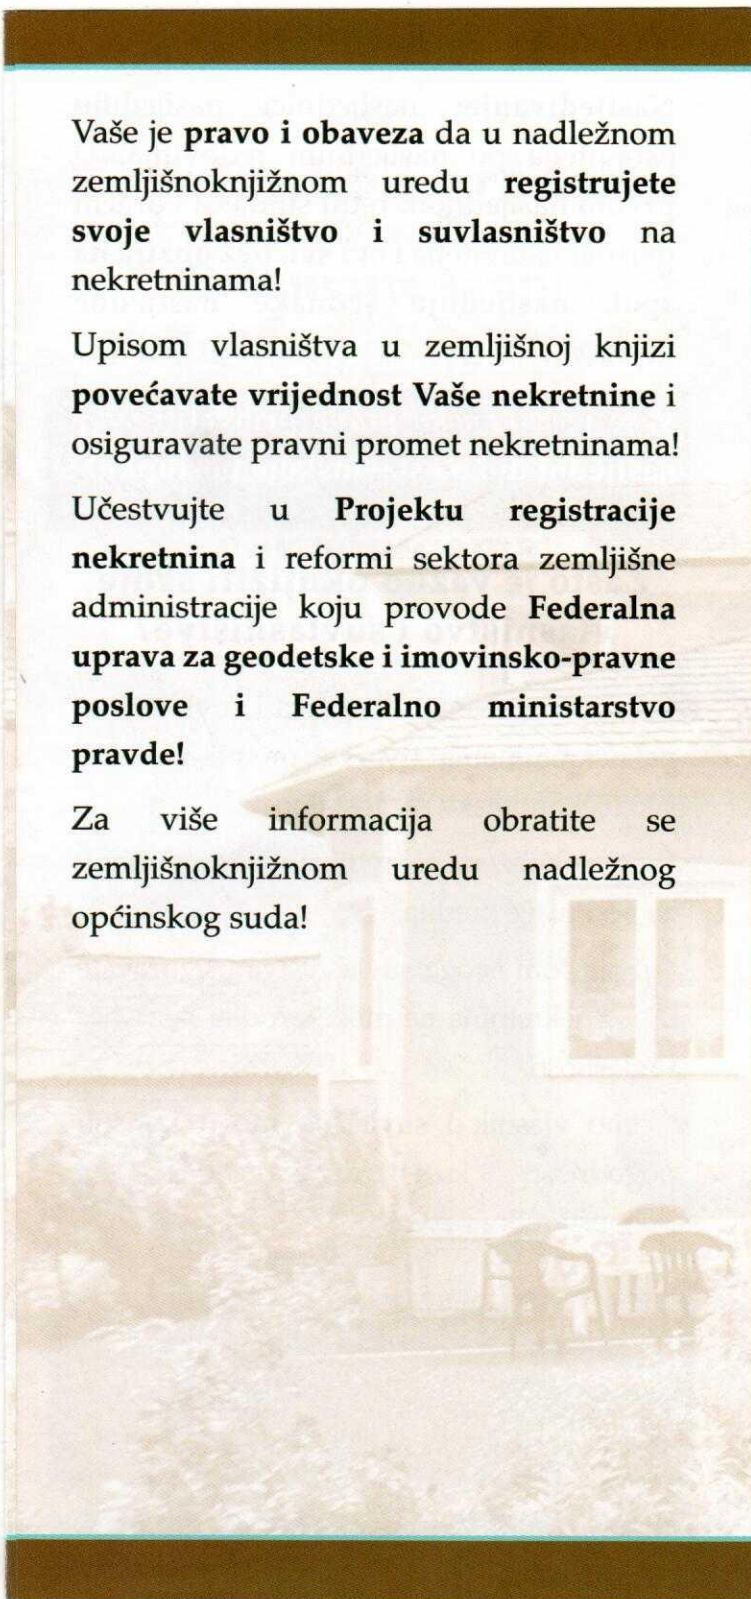 Vaše je pravo i obaveza da u nadležnom
zemljišnoknjižnom uredu registrujete
svoje vlasništvo i suvlasništvo na
nekretninama!
Upisom vlasništva u zemljišnoj knjizi
povećavate vrijednost Vaše nekretnine i
osiguravate pravni promet nekretninama!
Učestvujte u Projektu registracije
nekretnina i reformi sektora zemljišne
administracije koju provode Federalna
uprava za geodetske i imovinsko-pravne
poslove i Federalno ministarstvo
pravde!
Za više informacija obratite se
zemljišnoknjižnom uredu nadležnog
općinskog suda!